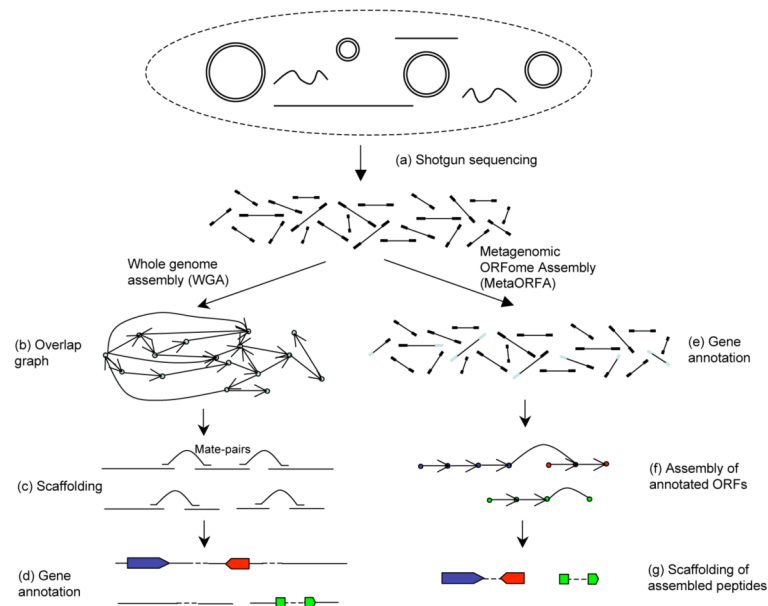 (a) Shotgun sequencing
Whole genome
assembly (WGA)
Metagenomic
ORFome Assembly
(MetaORFA)
(b) Overlap
graph
(e) Gene
annotation
Mate-pairs
(c) Scaffolding
(f) Assembly of
annotated ORFs
(d) Gene
annotation
(g) Scaffolding of
assembled peptides